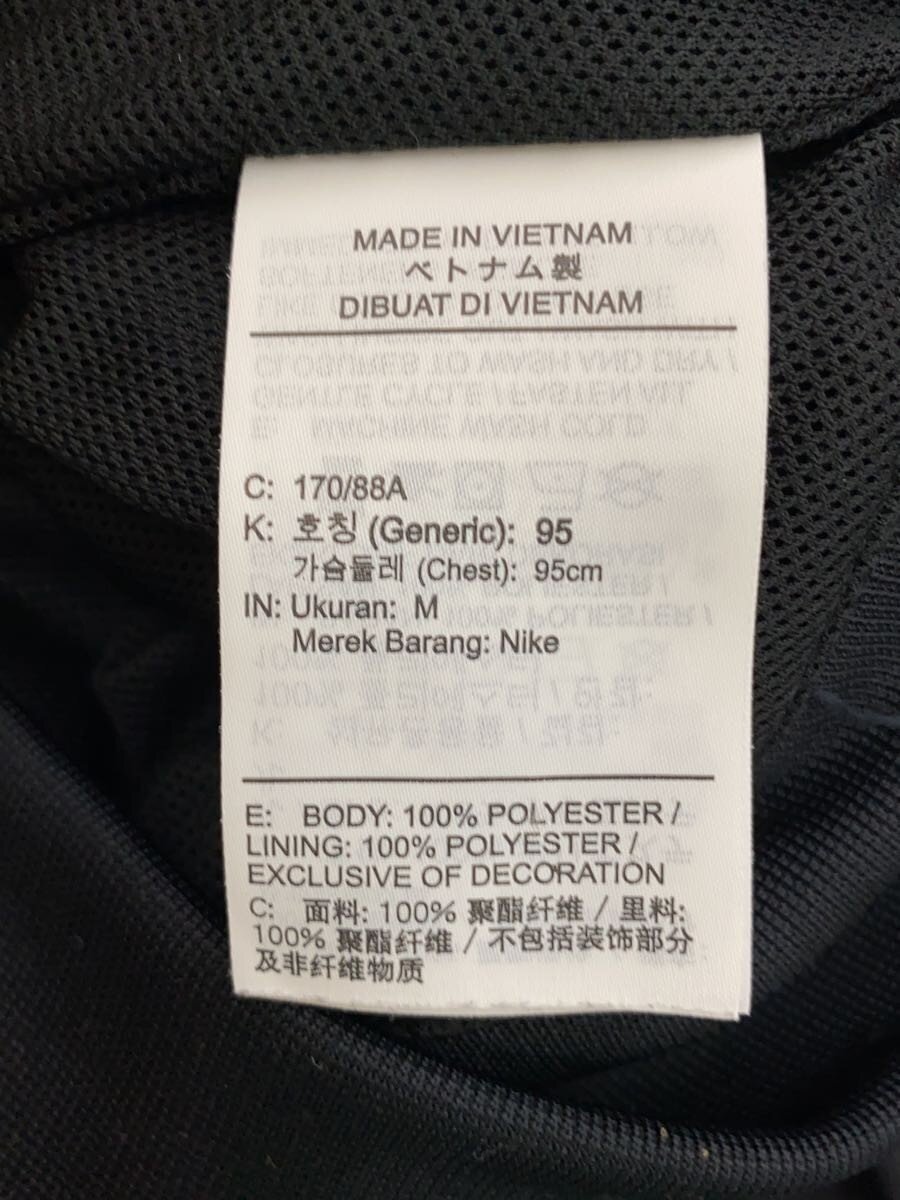 MADE IN VIETNAM
ベトナム製
DIBUAT DI VIETNAM
C: 170/88A
K: 호칭 (Generic): 95
가슴둘레 (Chest): 95cm
IN: Ukuran: M
Merek Barang: Nike
E: BODY: 100% POLYESTER /
LINING: 100% POLYESTER /
EXCLUSIVE OF DECORATION
C: 面料: 100% 聚酯纤维 / 里料:
100% 聚酯纤维 / 不包括装饰部分
及非纤维物质